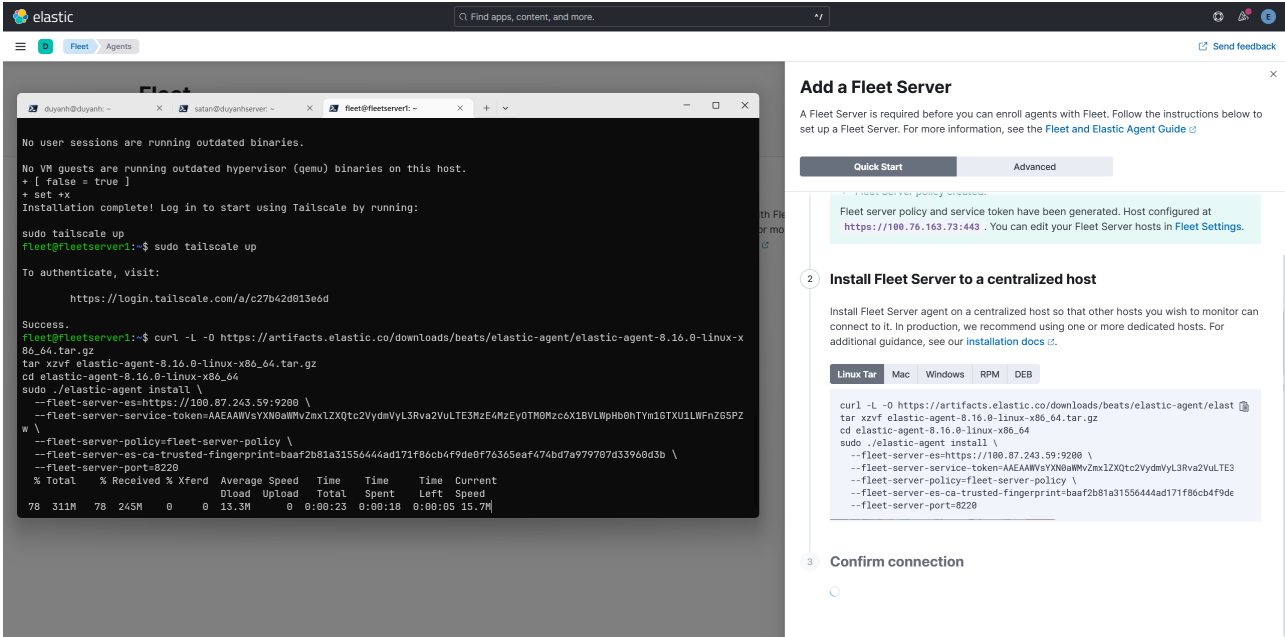 elastic
Find apps, content, and more.
^/
E
D
Fleet
Agents
Send feedback
Fleet
duyanh@duyanh: ~
satan@duyanhserver: ~
fleet@fleetserver1: ~
No user sessions are running outdated binaries.
No VM guests are running outdated hypervisor (qemu) binaries on this host.
+ [ false = true ]
+ set +x
Installation complete! Log in to start using Tailscale by running:
sudo tailscale up
fleet@fleetserver1:~$ sudo tailscale up
To authenticate, visit:
https://login.tailscale.com/a/c27b42d013e6d
Success.
fleet@fleetserver1:~$ curl -L -O https://artifacts.elastic.co/downloads/beats/elastic-agent/elastic-agent-8.16.0-linux-x
86_64.tar.gz
tar xzvf elastic-agent-8.16.0-linux-x86_64.tar.gz
cd elastic-agent-8.16.0-linux-x86_64
sudo ./elastic-agent install \
--fleet-server-es=https://100.87.243.59:9200 \
--fleet-server-service-token=AAEAAWVsYXN0aWMvZmxlZXQtc2VydmVyL3Rva2VuLTE3MzE4MzEyOTM0Mzc6X1BVLWpHb0hTYm1GTXU1LWFnZG5PZ
w \
--fleet-server-policy=fleet-server-policy \
--fleet-server-es-ca-trusted-fingerprint=baaf2b81a31556444ad171f86cb4f9de0f76365eaf474bd7a979707d33960d3b \
--fleet-server-port=8220
% Total % Received % Xferd Average Speed Time Time Time Current
Dload Upload Total Spent Left Speed
78 311M 78 245M 0 0 13.3M 0 0:00:23 0:00:18 0:00:05 15.7M
Add a Fleet Server
A Fleet Server is required before you can enroll agents with Fleet. Follow the instructions below to
set up a Fleet Server. For more information, see the Fleet and Elastic Agent Guide
Quick Start
Advanced
Fleet Server policy created.
Fleet server policy and service token have been generated. Host configured at
https://100.76.163.73:443 . You can edit your Fleet Server hosts in Fleet Settings.
2
Install Fleet Server to a centralized host
Install Fleet Server agent on a centralized host so that other hosts you wish to monitor can
connect to it. In production, we recommend using one or more dedicated hosts. For
additional guidance, see our installation docs.
Linux Tar
Mac
Windows
RPM
DEB
curl -L -O https://artifacts.elastic.co/downloads/beats/elastic-agent/elast
tar xzvf elastic-agent-8.16.0-linux-x86_64.tar.gz
cd elastic-agent-8.16.0-linux-x86_64
sudo ./elastic-agent install \
--fleet-server-es=https://100.87.243.59:9200 \
--fleet-server-service-token=AAEAAWVsYXN0aWMvZmxlZXQtc2VydmVyL3Rva2VuLTE3
--fleet-server-policy=fleet-server-policy \
--fleet-server-es-ca-trusted-fingerprint=baaf2b81a31556444ad171f86cb4f9de
--fleet-server-port=8220
3
Confirm connection